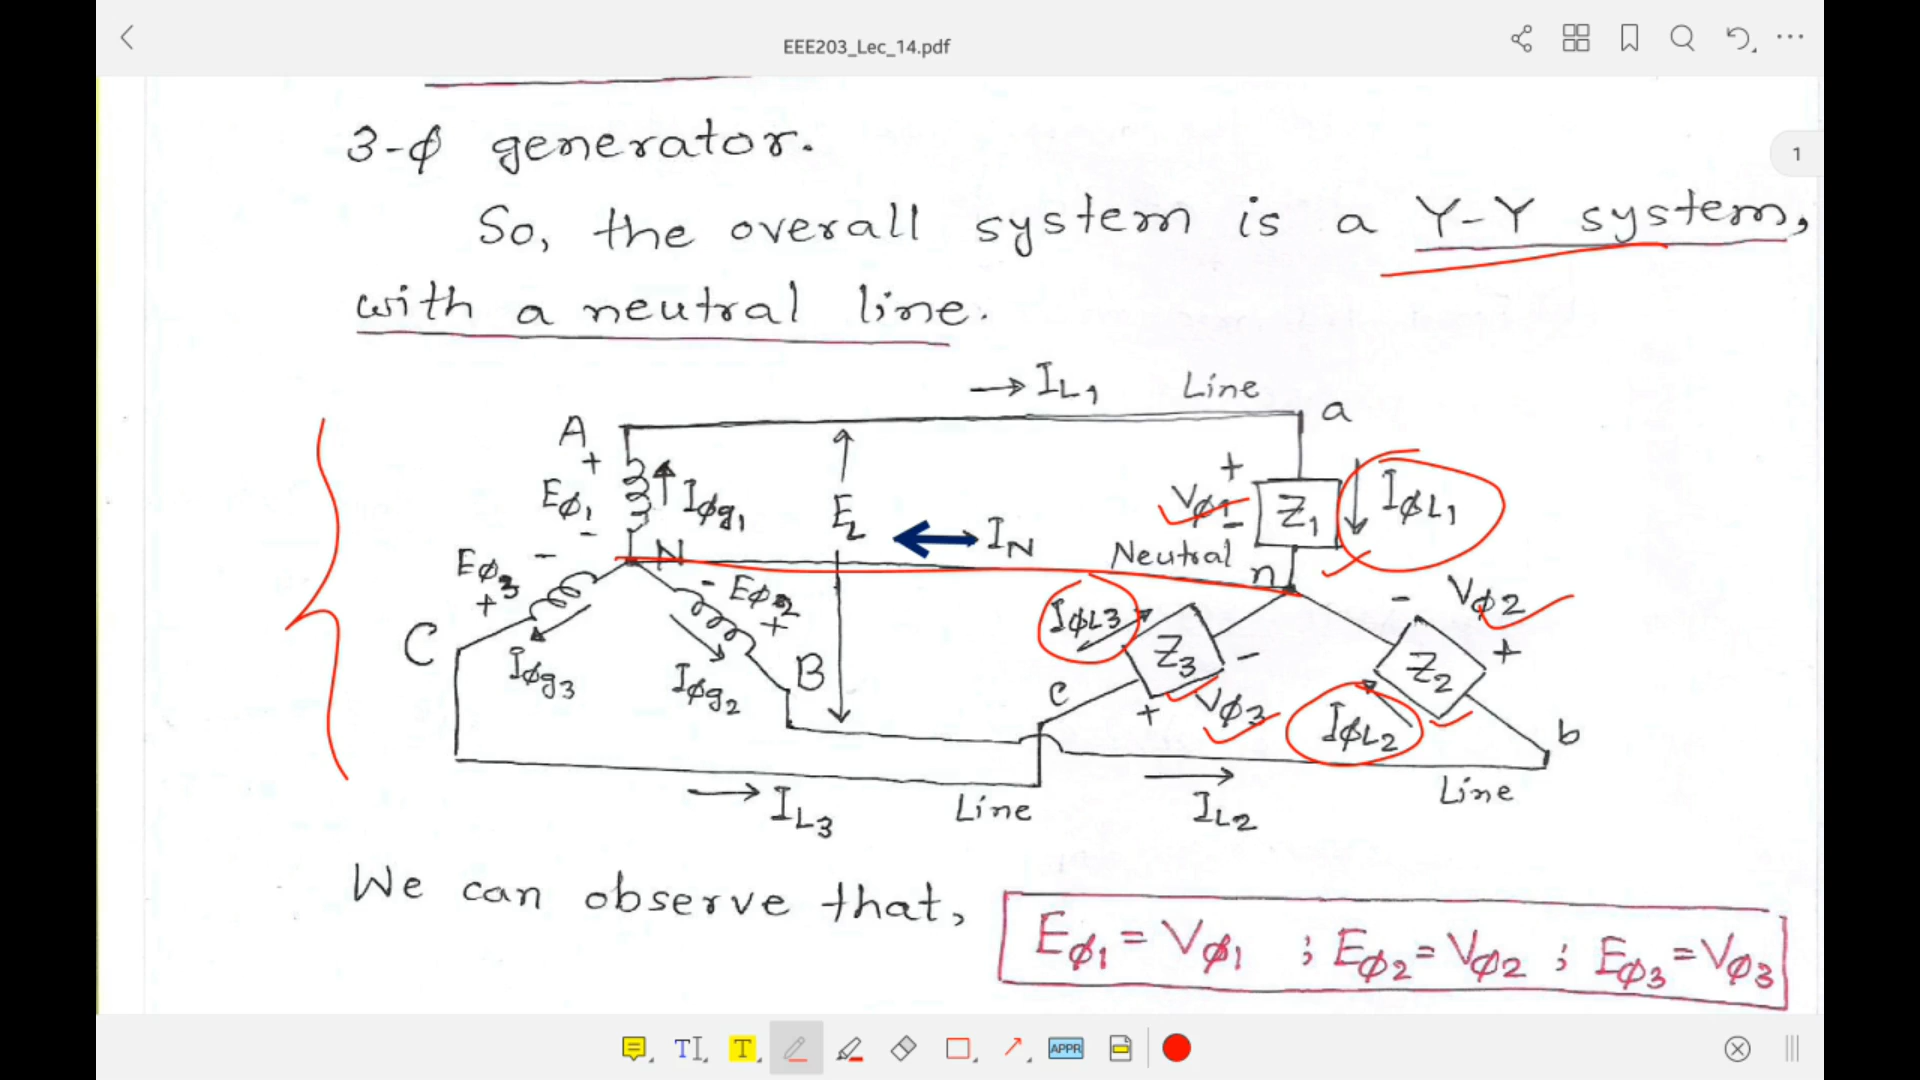 EEE203_Lec_14.pdf
1
3-ϕ generator.
So, the overall system is a Y-Y system,
with a neutral line.
→ I_L1 Line
A a
+ +
E_ϕ1 I_ϕg1 E_L V_ϕ1 Z_1 I_ϕL1
- -
N I_N Neutral n
E_ϕ3 - - E_ϕ2 I_ϕL3 - V_ϕ2
+ + Z_3 - Z_2 +
C I_ϕg3 I_ϕg2 B c + V_ϕ3 I_ϕL2 b
→ I_L3 Line → I_L2 Line
We can observe that, E_ϕ1 = V_ϕ1 ; E_ϕ2 = V_ϕ2 ; E_ϕ3 = V_ϕ3
T T APPR